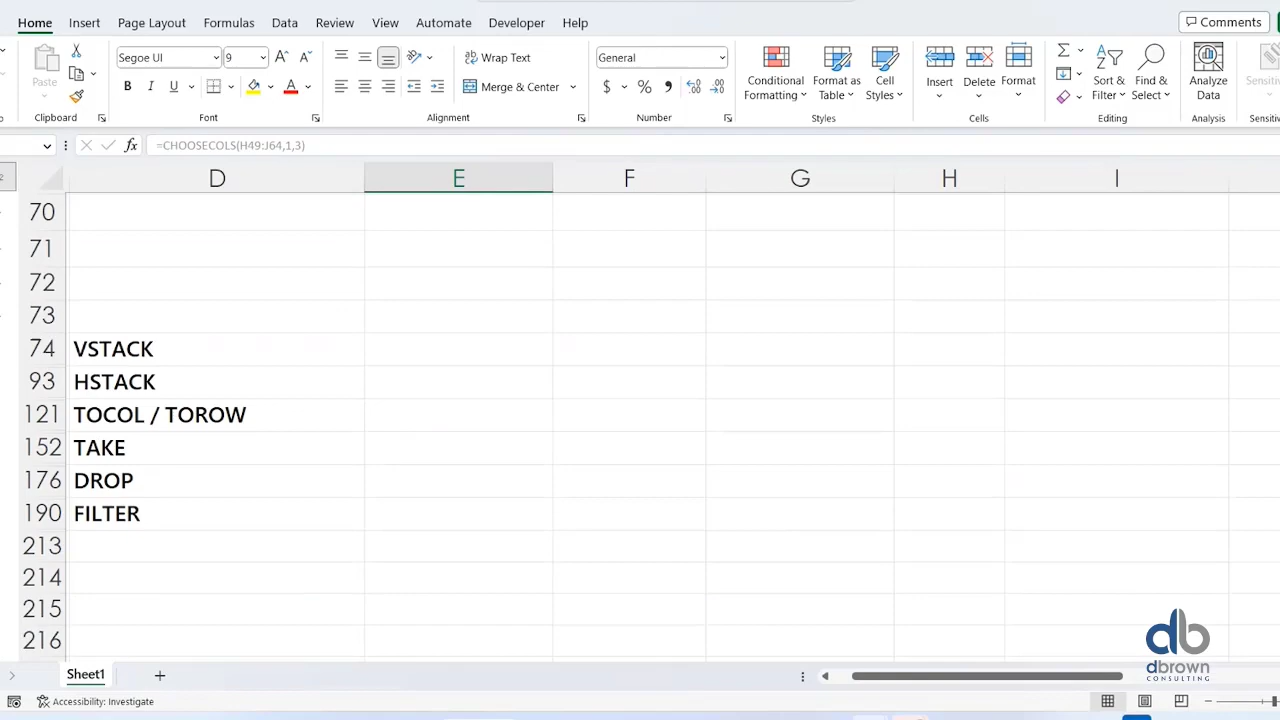 Home Insert Page Layout Formulas Data Review View Automate Developer Help Comments
Segoe UI 9 Wrap Text General
Paste B I U Merge & Center $ % Conditional Formatting Format as Table Cell Styles Insert Delete Format Sort & Filter Find & Select Analyze Data
Clipboard Font Alignment Number Styles Cells Editing Analysis
fx =CHOOSECOLS(H49:J64,1,3)
D E F G H I
70
71
72
73
74 VSTACK
93 HSTACK
121 TOCOL / TOROW
152 TAKE
176 DROP
190 FILTER
213
214
215
216
db
dbrown
CONSULTING
Sheet1 +
Accessibility: Investigate